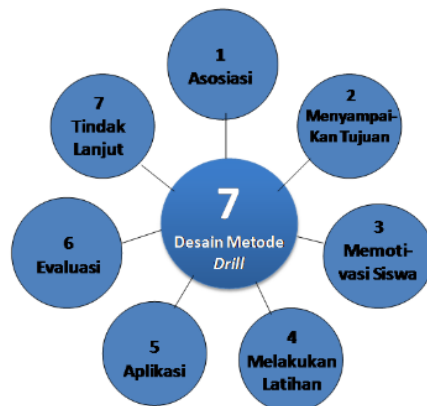 1
Asosiasi
2
Menyampai-
Kan Tujuan
3
Memoti-
vasi Siswa
4
Melakukan
Latihan
5
Aplikasi
6
Evaluasi
7
Tindak
Lanjut
7
Desain Metode
Drill